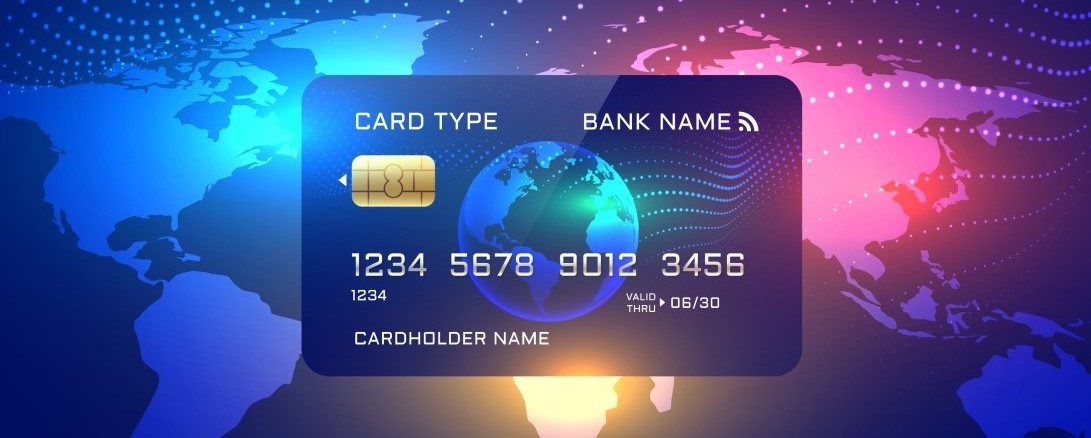 CARD TYPE BANK NAME
1234 5678 9012 3456
1234
VALID
THRU 06/30
CARDHOLDER NAME